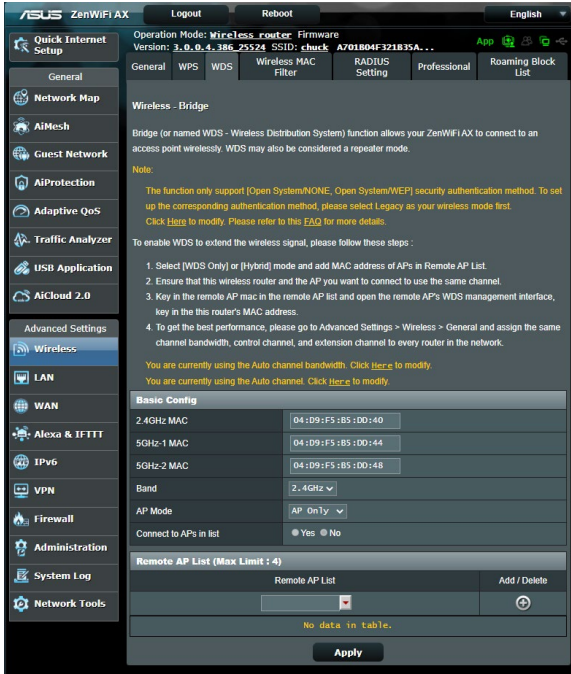 ASUS ZenWiFi AX
Logout
Reboot
English
Operation Mode: Wireless router Firmware
Version: 3.0.0.4.386_25524 SSID: chuck A701B04F321B35A...
App
Quick Internet
Setup
General
Network Map
AiMesh
Guest Network
AiProtection
Adaptive QoS
Traffic Analyzer
USB Application
AiCloud 2.0
Advanced Settings
Wireless
LAN
WAN
Alexa & IFTTT
IPv6
VPN
Firewall
Administration
System Log
Network Tools
General
WPS
WDS
Wireless MAC
Filter
RADIUS
Setting
Professional
Roaming Block
List
Wireless - Bridge
Bridge (or named WDS - Wireless Distribution System) function allows your ZenWiFi AX to connect to an
access point wirelessly. WDS may also be considered a repeater mode.
Note:
The function only support [Open System/NONE, Open System/WEP] security authentication method. To set
up the corresponding authentication method, please select Legacy as your wireless mode first.
Click Here to modify. Please refer to this FAQ for more details.
To enable WDS to extend the wireless signal, please follow these steps :
1. Select [WDS Only] or [Hybrid] mode and add MAC address of APs in Remote AP List.
2. Ensure that this wireless router and the AP you want to connect to use the same channel.
3. Key in the remote AP mac in the remote AP list and open the remote AP's WDS management interface,
key in the this router's MAC address.
4. To get the best performance, please go to Advanced Settings > Wireless > General and assign the same
channel bandwidth, control channel, and extension channel to every router in the network.
You are currently using the Auto channel bandwidth. Click Here to modify.
You are currently using the Auto channel. Click Here to modify.
Basic Config
2.4GHz MAC
04:D9:F5:B5:DD:40
5GHz-1 MAC
04:D9:F5:B5:DD:44
5GHz-2 MAC
04:D9:F5:B5:DD:48
Band
2.4GHz
AP Mode
AP Only
Connect to APs in list
Yes No
Remote AP List (Max Limit : 4)
Remote AP List
Add / Delete
No data in table.
Apply